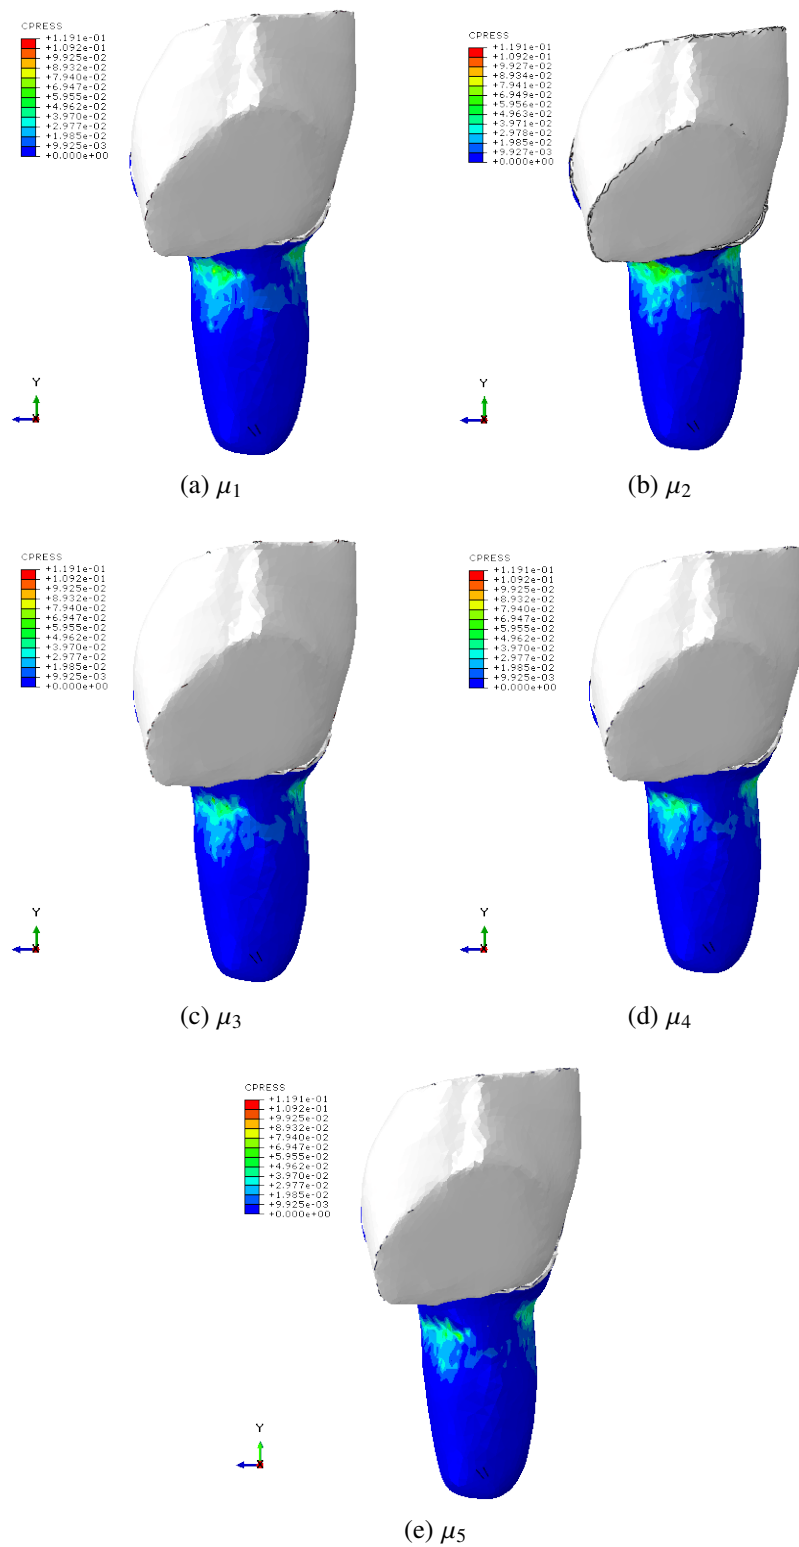 CPRESS
+1.191e-01
+1.092e-01
+9.925e-02
+8.932e-02
+7.940e-02
+6.947e-02
+5.955e-02
+4.962e-02
+3.970e-02
+2.977e-02
+1.985e-02
+9.925e-03
+0.000e+00
Y
X
(a) μ1
CPRESS
+1.191e-01
+1.092e-01
+9.927e-02
+8.934e-02
+7.941e-02
+6.949e-02
+5.956e-02
+4.963e-02
+3.971e-02
+2.978e-02
+1.985e-02
+9.927e-03
+0.000e+00
Y
X
(b) μ2
CPRESS
+1.191e-01
+1.092e-01
+9.925e-02
+8.932e-02
+7.940e-02
+6.947e-02
+5.955e-02
+4.962e-02
+3.970e-02
+2.977e-02
+1.985e-02
+9.925e-03
+0.000e+00
Y
X
(c) μ3
CPRESS
+1.191e-01
+1.092e-01
+9.925e-02
+8.932e-02
+7.940e-02
+6.947e-02
+5.955e-02
+4.962e-02
+3.970e-02
+2.977e-02
+1.985e-02
+9.925e-03
+0.000e+00
Y
X
(d) μ4
CPRESS
+1.191e-01
+1.092e-01
+9.925e-02
+8.932e-02
+7.940e-02
+6.947e-02
+5.955e-02
+4.962e-02
+3.970e-02
+2.977e-02
+1.985e-02
+9.925e-03
+0.000e+00
Y
X
(e) μ5